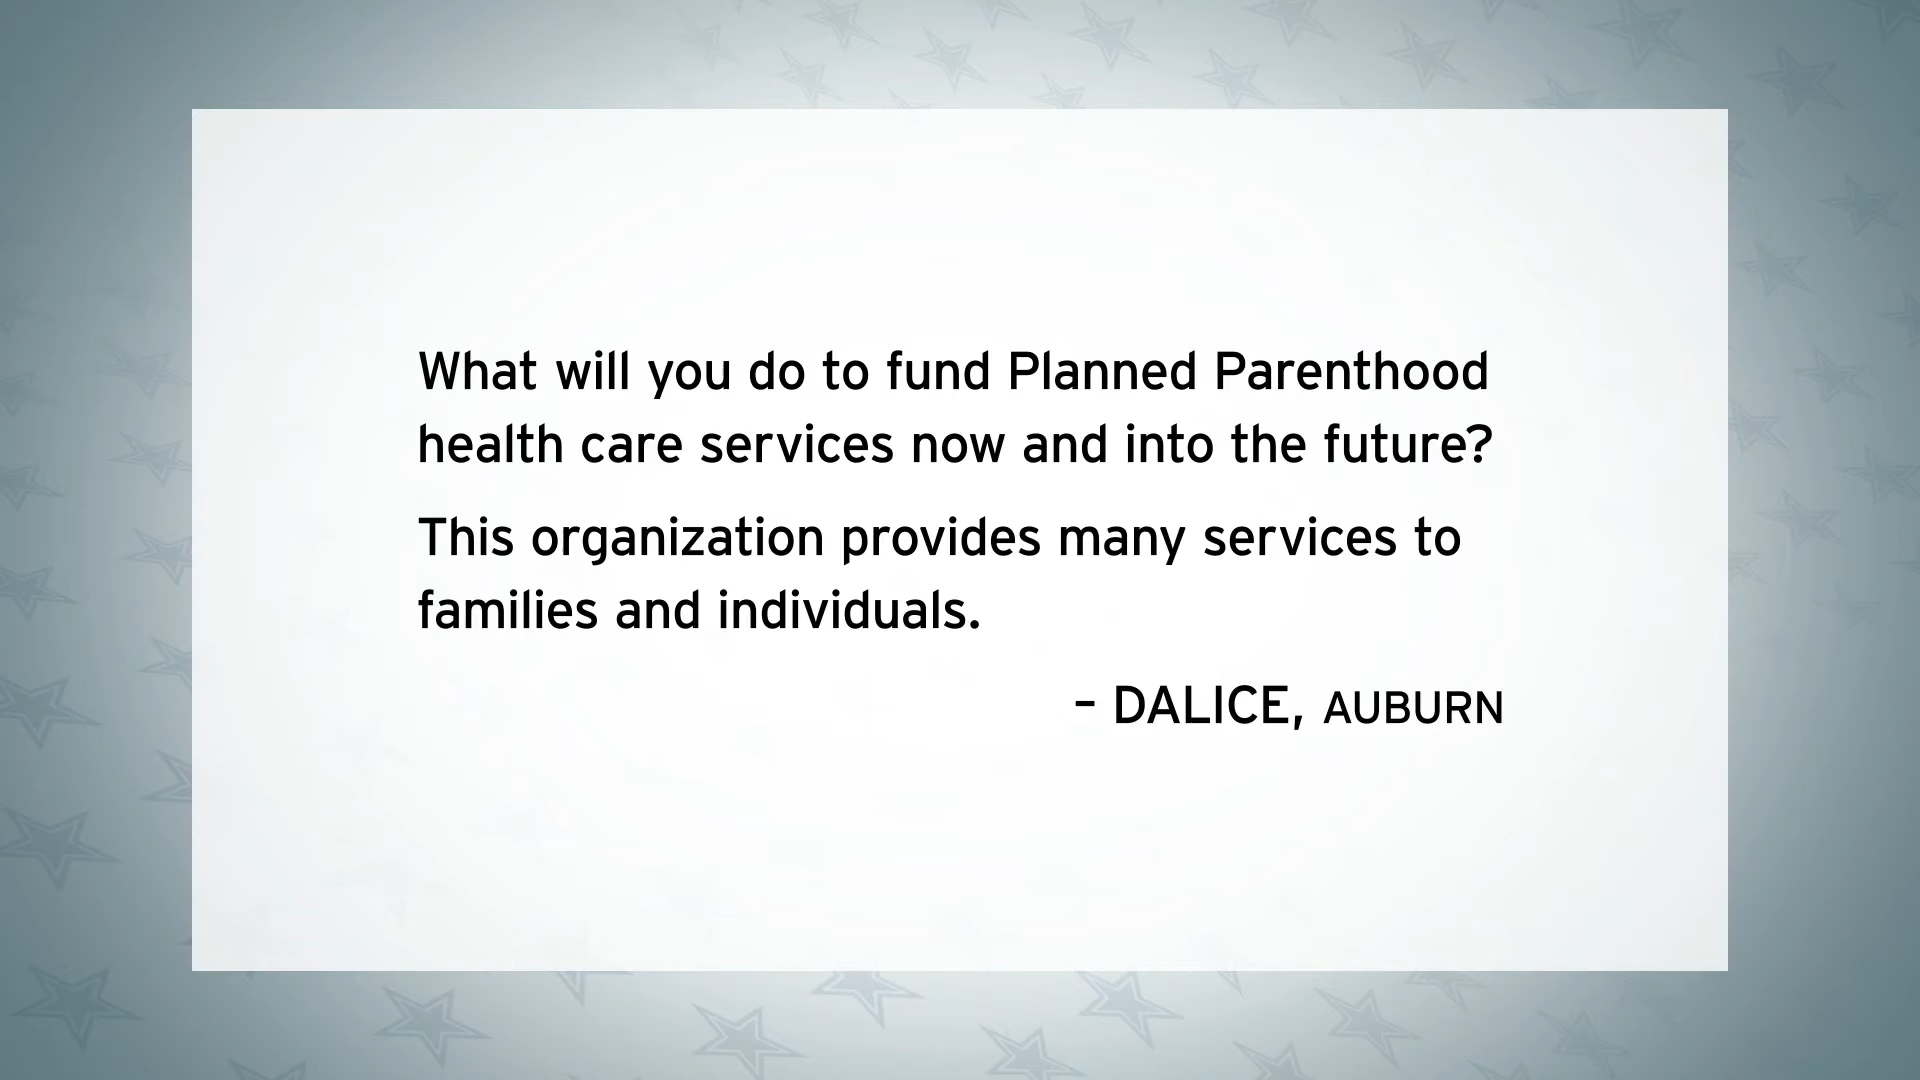 What will you do to fund Planned Parenthood
health care services now and into the future?
This organization provides many services to
families and individuals.
– DALICE, AUBURN